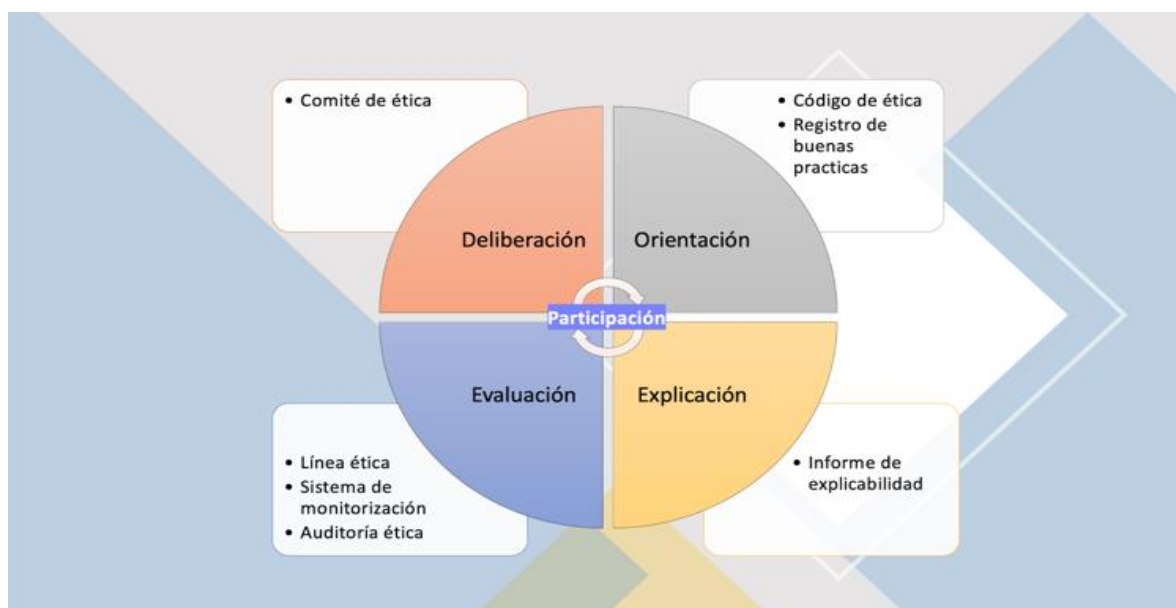 • Comité de ética
• Código de ética
• Registro de
buenas
practicas
Deliberación
Orientación
Participación
Evaluación
Explicación
• Línea ética
• Sistema de
monitorización
• Auditoría ética
• Informe de
explicabilidad